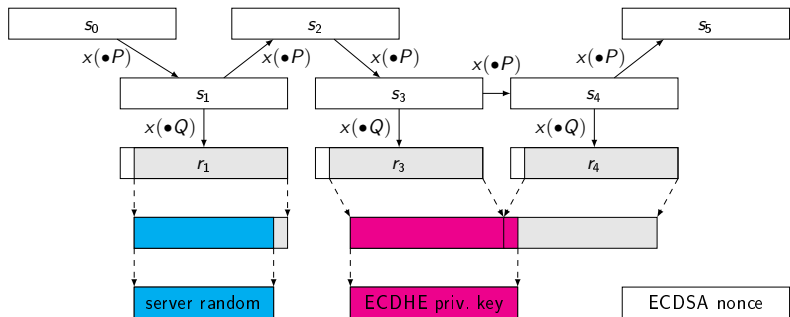 s0 s2 s5
x(•P) x(•P) x(•P) x(•P) x(•P)
s1 s3 s4
x(•Q) x(•Q) x(•Q)
r1 r3 r4
server random ECDHE priv. key ECDSA nonce